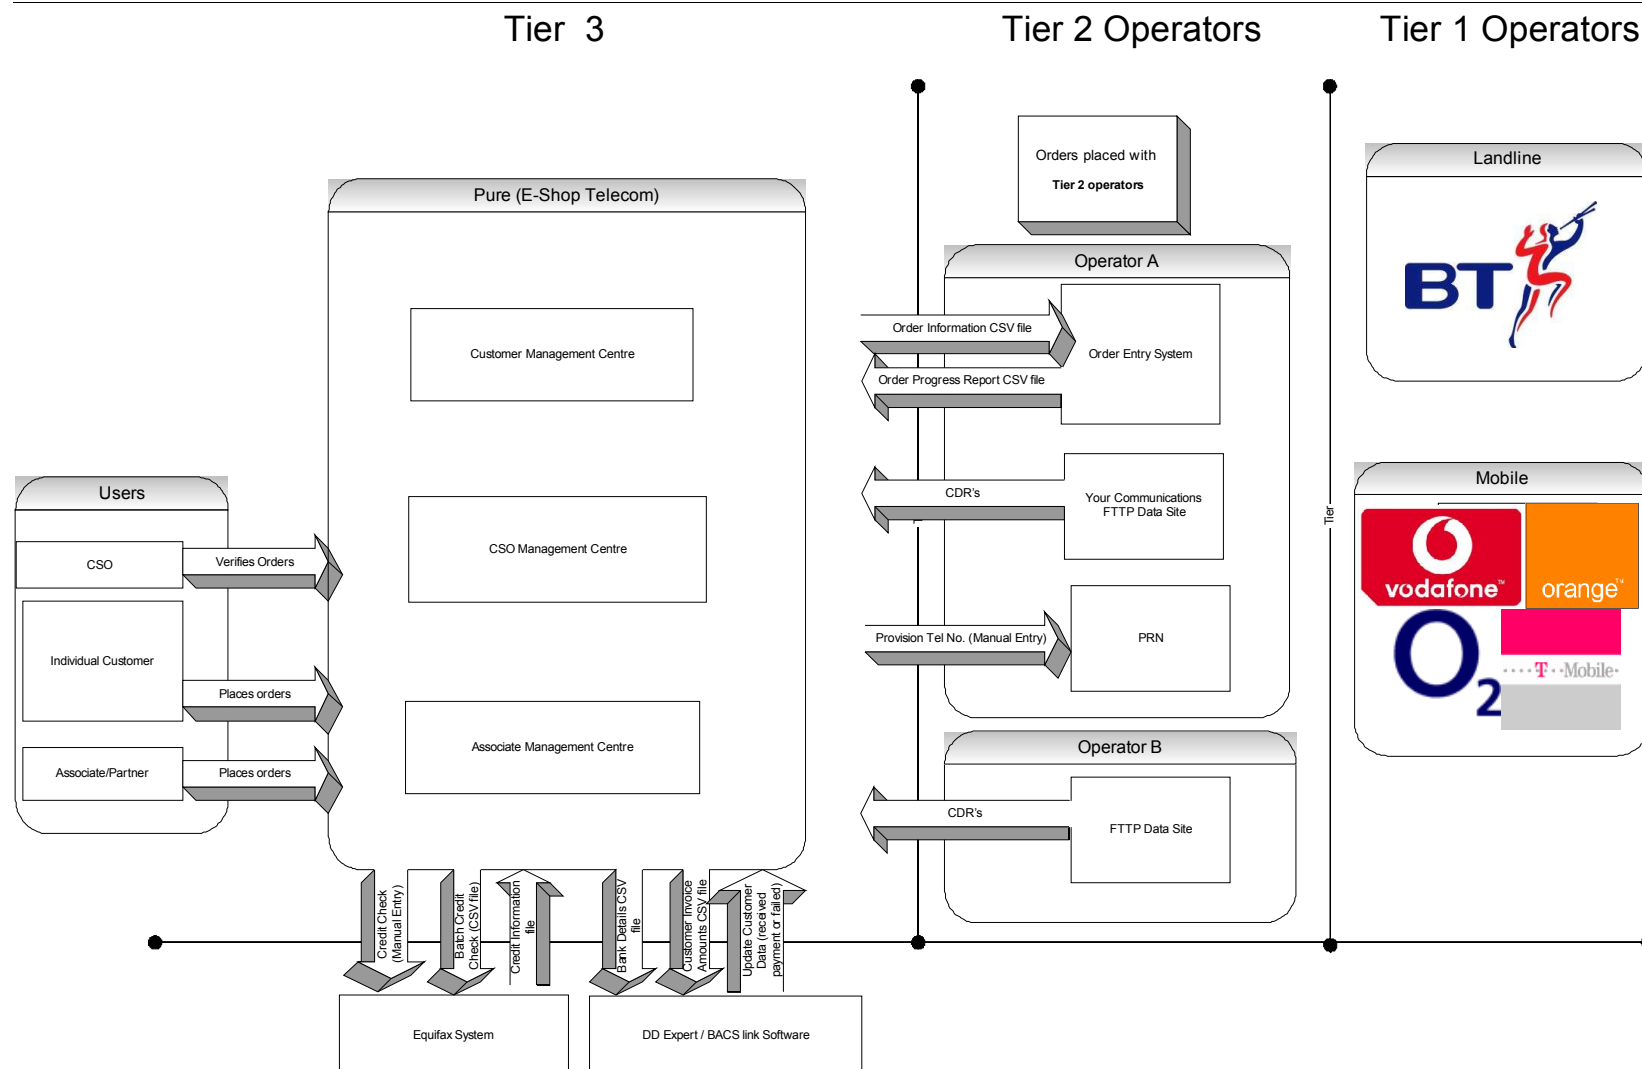 Tier 3
Tier 2 Operators
Tier 1 Operators
Orders placed with
Tier 2 operators
Landline
BT
Pure (E-Shop Telecom)
Operator A
Customer Management Centre
Order Information CSV file
Order Entry System
Order Progress Report CSV file
Users
CSO
Verifies Orders
CSO Management Centre
CDR's
Your Communications
FTTP Data Site
Tier
Mobile
vodafone™
orange™
Individual Customer
Places orders
Provision Tel No. (Manual Entry)
PRN
O2
T Mobile
Associate/Partner
Places orders
Associate Management Centre
Operator B
CDR's
FTTP Data Site
Credit Check
(Manual Entry)
Batch Credit
Check (CSV file)
Credit Information
file
Bank Details CSV
file
Customer Invoice
Amounts CSV file
Update Customer
Data (received
payment or failed)
Equifax System
DD Expert / BACS link Software